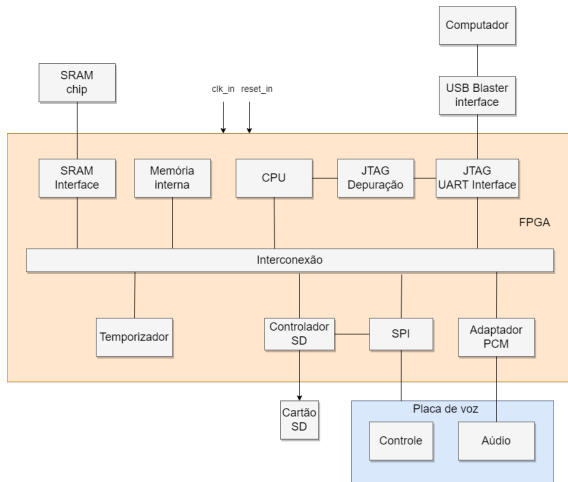 Computador
SRAM
chip
clk_in
reset_in
USB Blaster
interface
SRAM
Interface
Memória
interna
CPU
JTAG
Depuração
JTAG
UART Interface
FPGA
Interconexão
Temporizador
Controlador
SD
SPI
Adaptador
PCM
Cartão
SD
Placa de voz
Controle
Aúdio